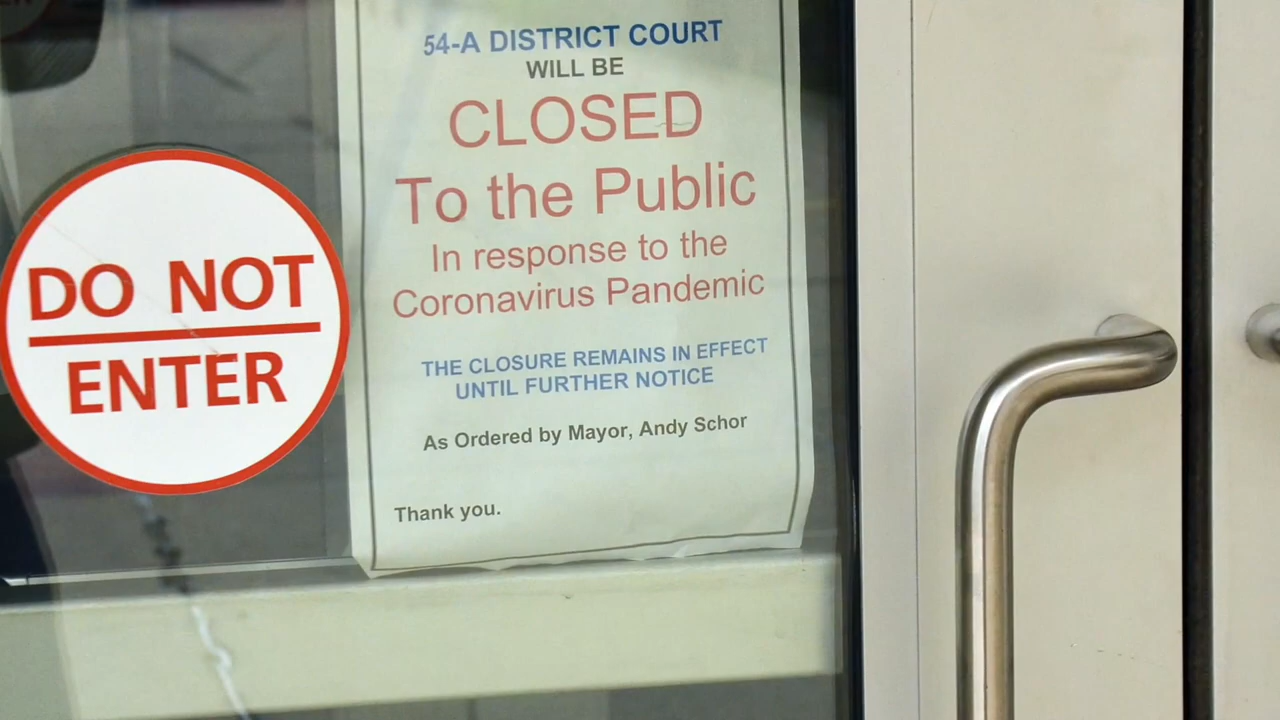 DO NOT
ENTER
54-A DISTRICT COURT
WILL BE
CLOSED
To the Public
In response to the
Coronavirus Pandemic
THE CLOSURE REMAINS IN EFFECT
UNTIL FURTHER NOTICE
As Ordered by Mayor, Andy Schor
Thank you.